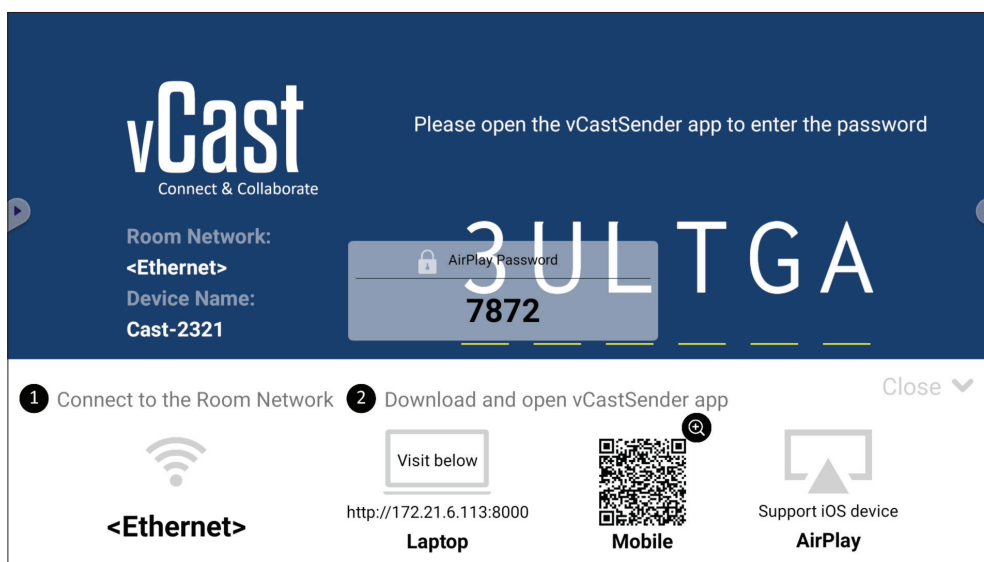 vCast
Connect & Collaborate
Please open the vCastSender app to enter the password
Room Network:
<Ethernet>
Device Name:
Cast-2321
3ULTGA
AirPlay Password
7872
1 Connect to the Room Network
2 Download and open vCastSender app
Close
<Ethernet>
Visit below
http://172.21.6.113:8000
Laptop
Mobile
Support iOS device
AirPlay